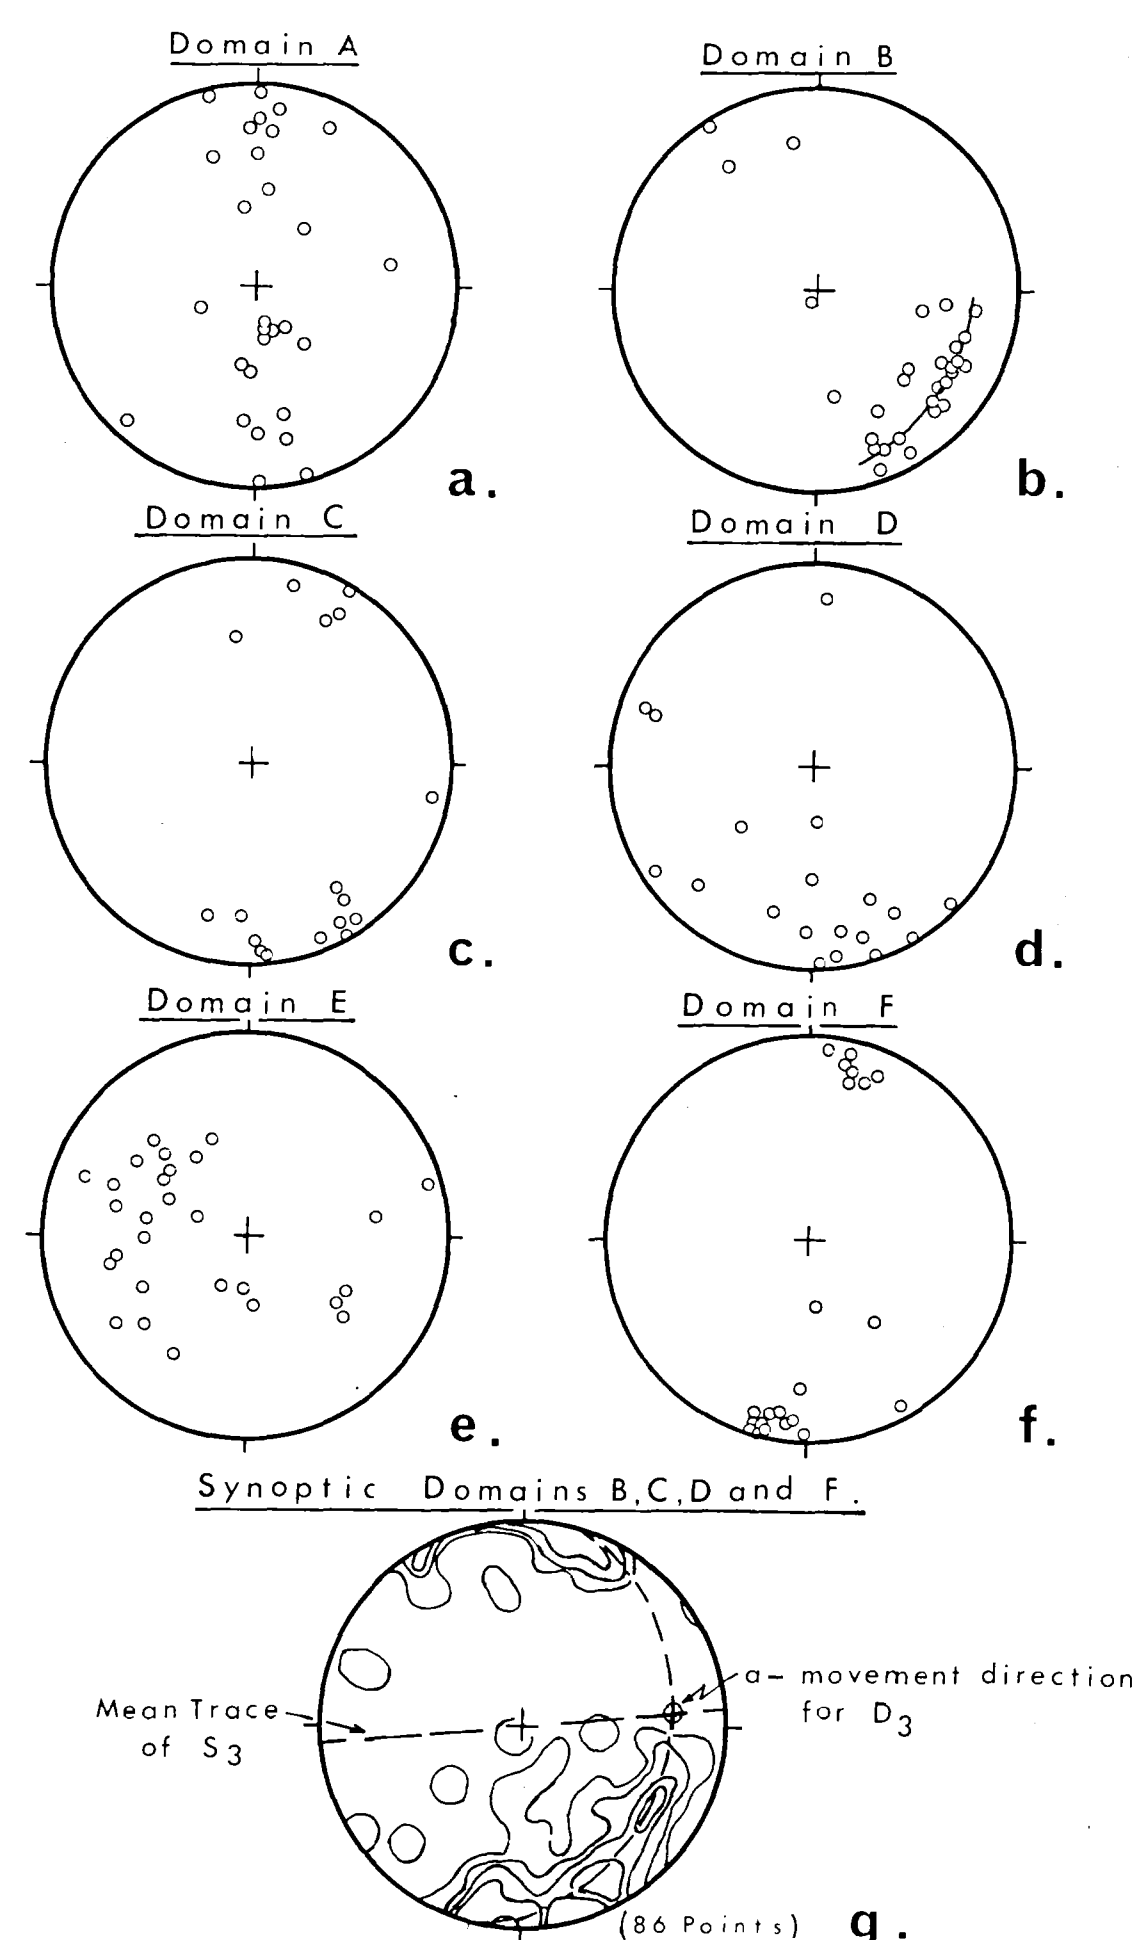 Domain A
Domain B
a.
b.
Domain C
Domain D
c.
d.
Domain E
Domain F
e.
f.
Synoptic Domains B,C,D and F.
a- movement direction
for D3
Mean Trace
of S3
(86 Points)
g.